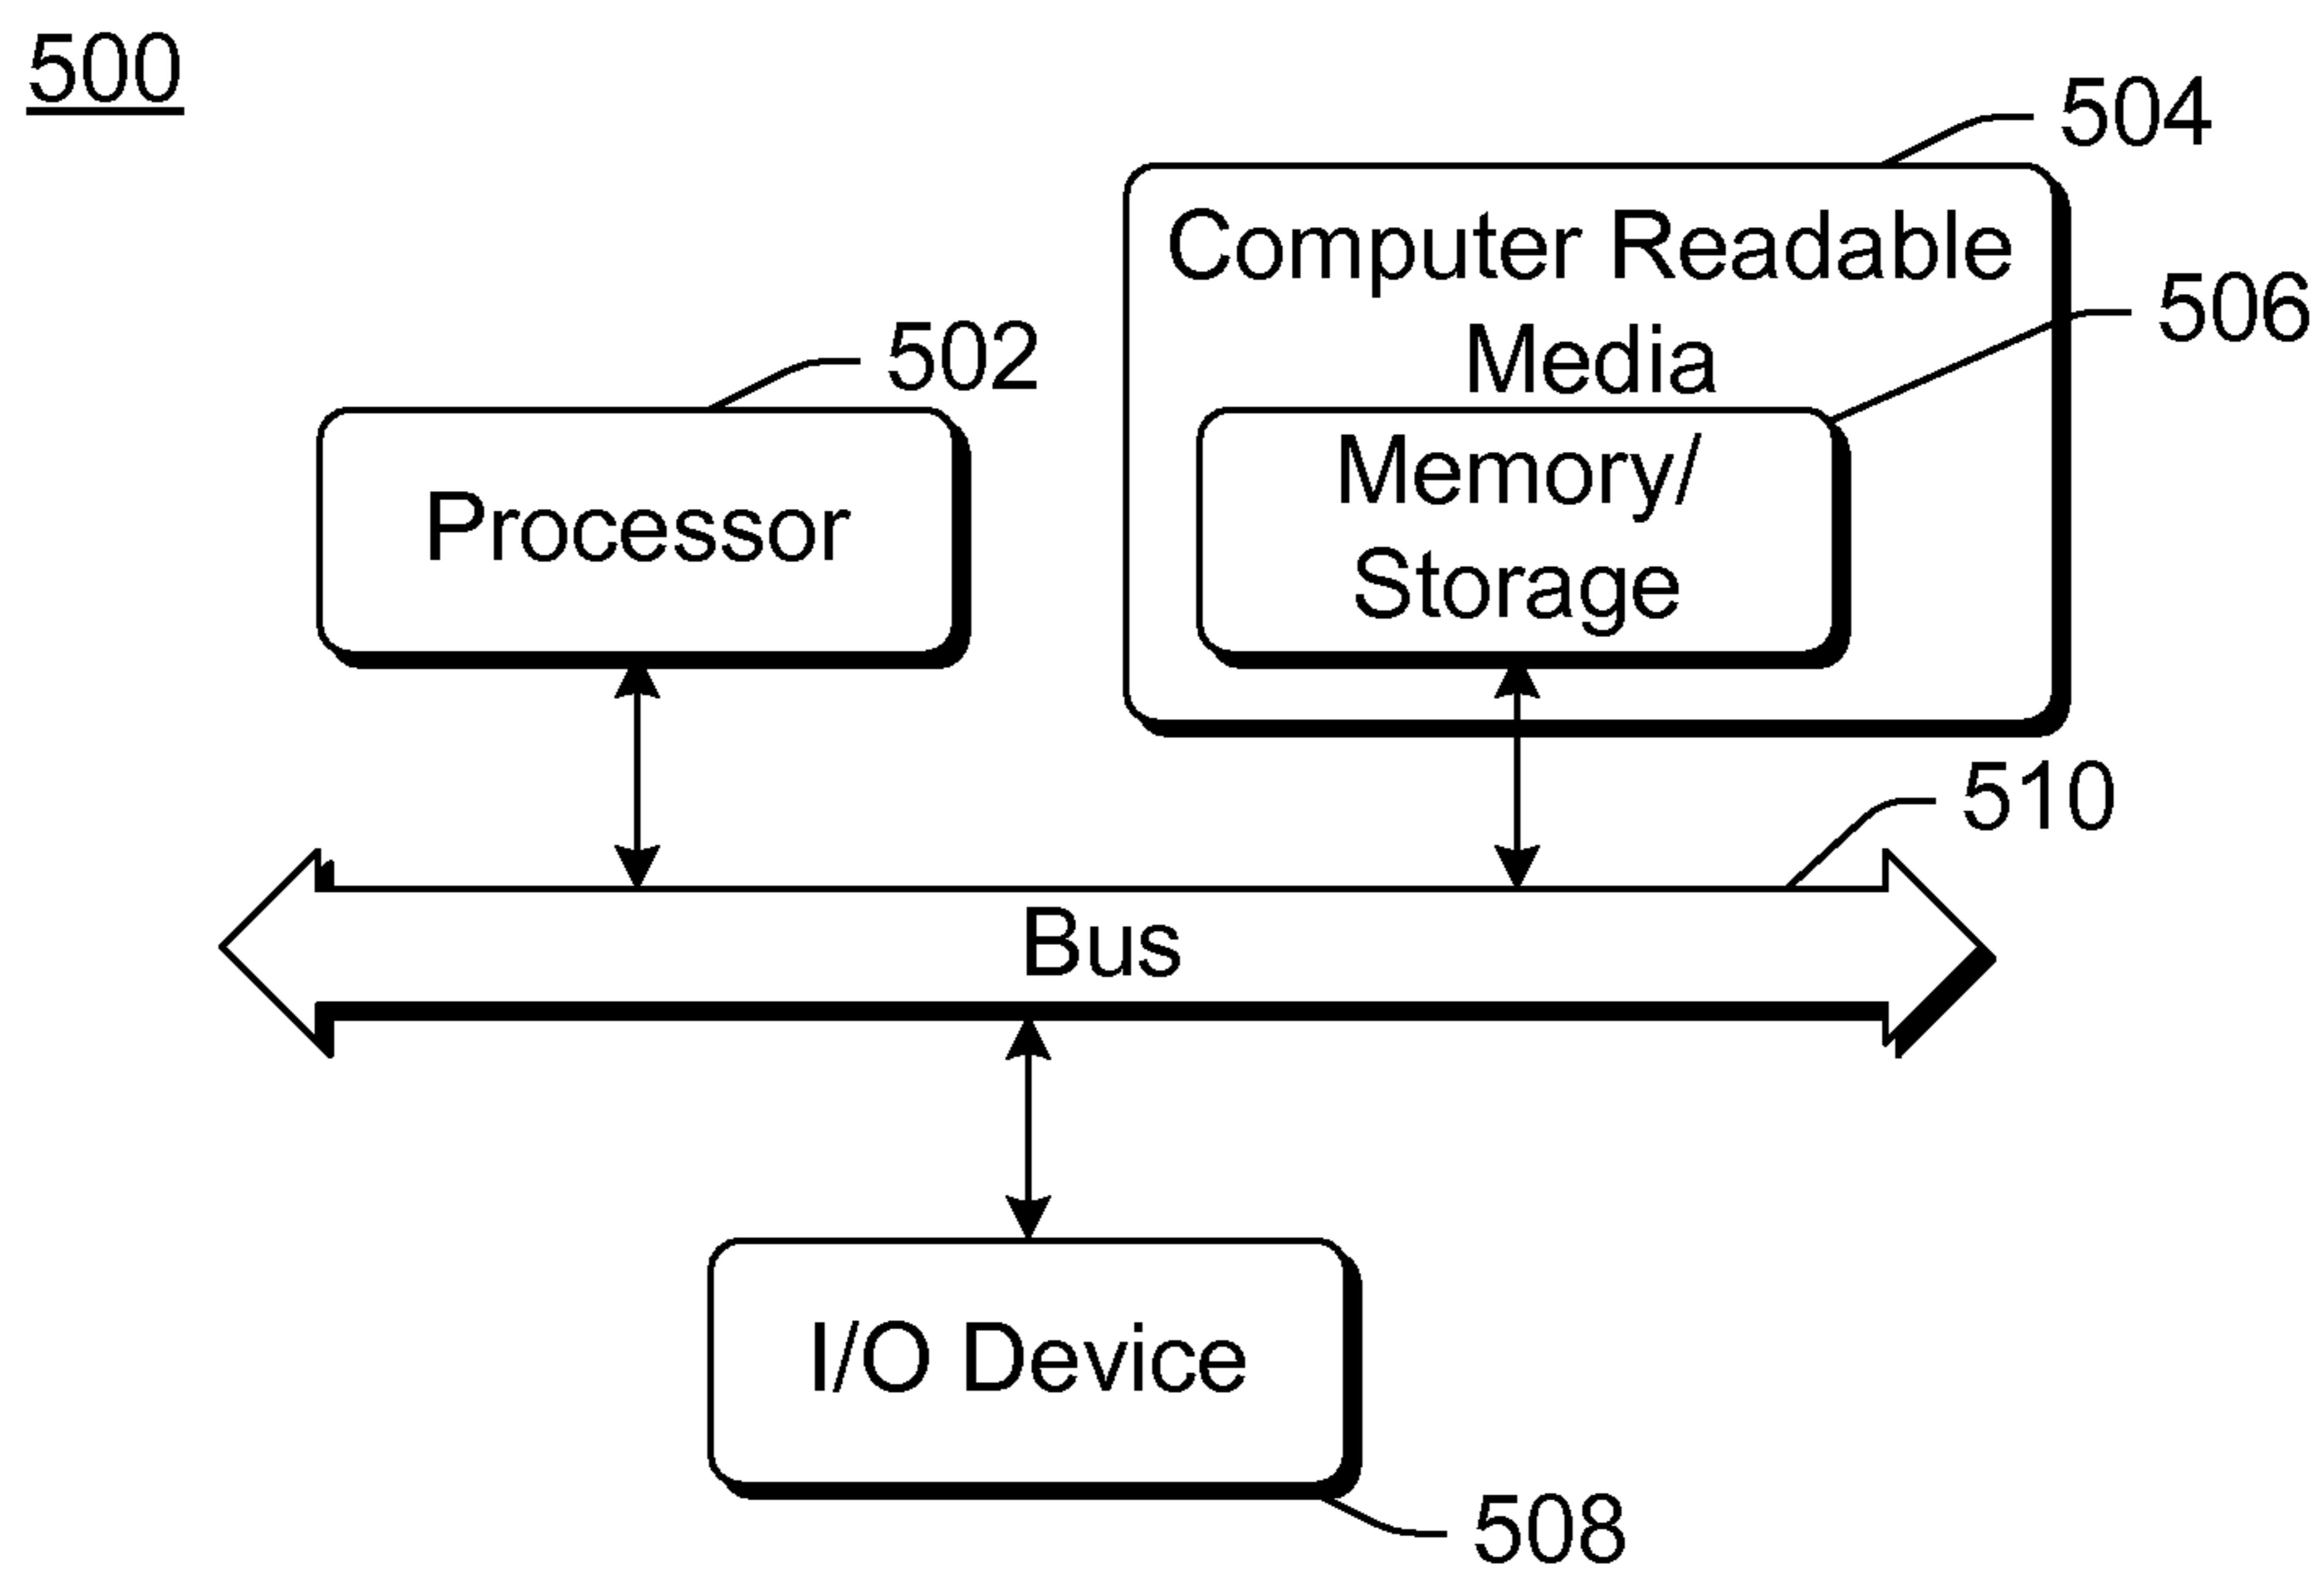 500
504
Computer Readable
Media
506
502
Memory/
Storage
Processor
510
Bus
I/O Device
508